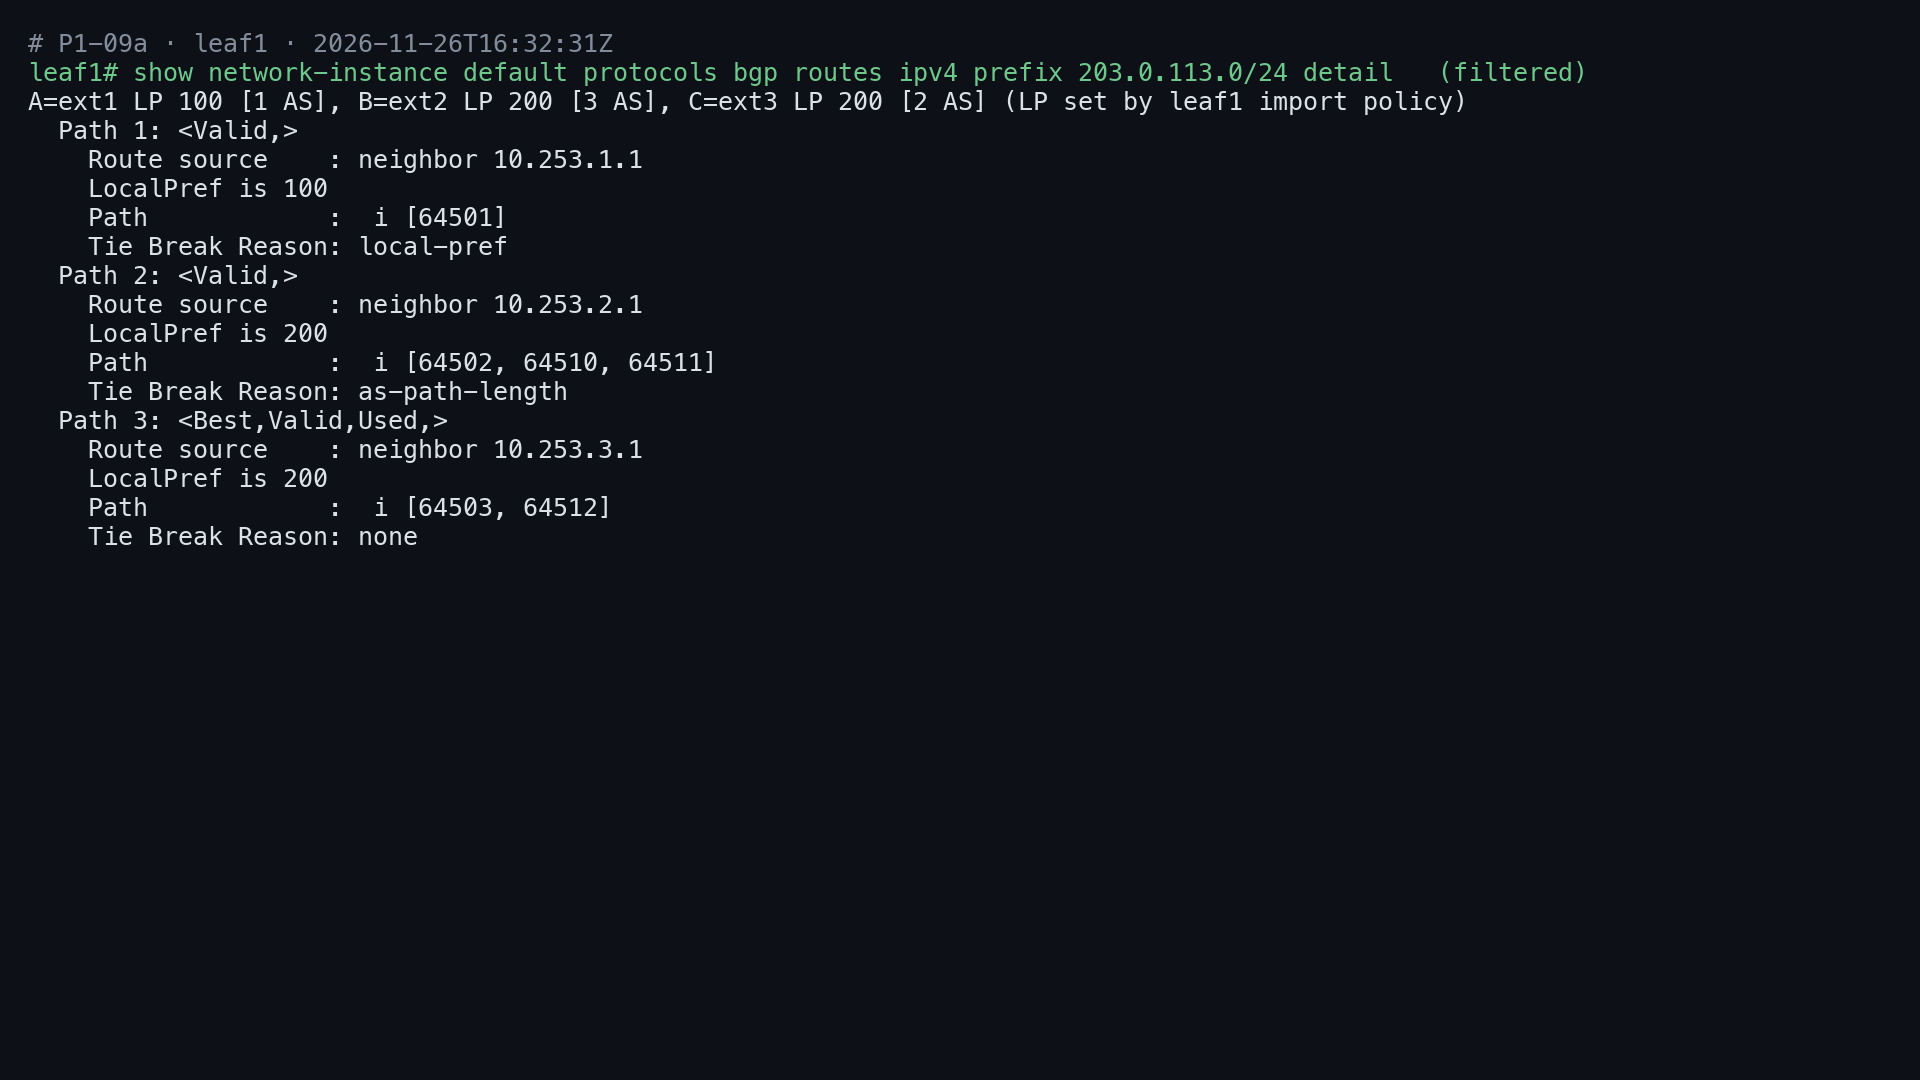 # P1-09a · leaf1 · 2026-11-26T16:32:31Z
leaf1# show network-instance default protocols bgp routes ipv4 prefix 203.0.113.0/24 detail   (filtered)
A=ext1 LP 100 [1 AS], B=ext2 LP 200 [3 AS], C=ext3 LP 200 [2 AS] (LP set by leaf1 import policy)
  Path 1: <Valid,>
    Route source    : neighbor 10.253.1.1
    LocalPref is 100
    Path            :  i [64501]
    Tie Break Reason: local-pref
  Path 2: <Valid,>
    Route source    : neighbor 10.253.2.1
    LocalPref is 200
    Path            :  i [64502, 64510, 64511]
    Tie Break Reason: as-path-length
  Path 3: <Best,Valid,Used,>
    Route source    : neighbor 10.253.3.1
    LocalPref is 200
    Path            :  i [64503, 64512]
    Tie Break Reason: none